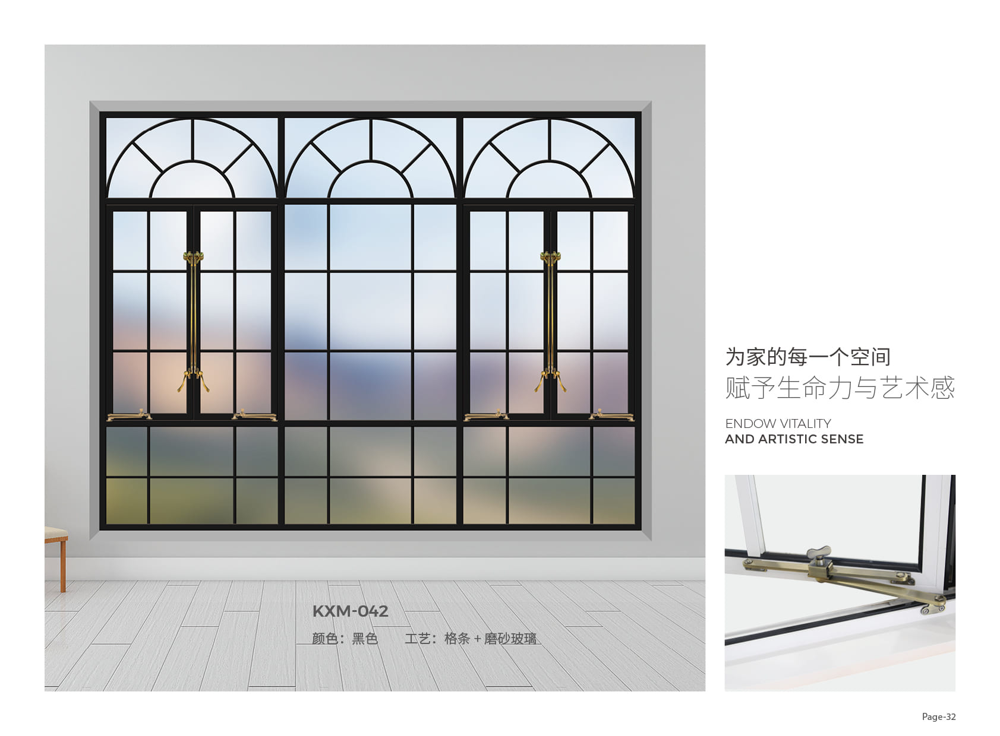 为家的每一个空间
赋予生命力与艺术感
ENDOW VITALITY
AND ARTISTIC SENSE
KXM-042
颜色：黑色 工艺：格条 + 磨砂玻璃
Page-32